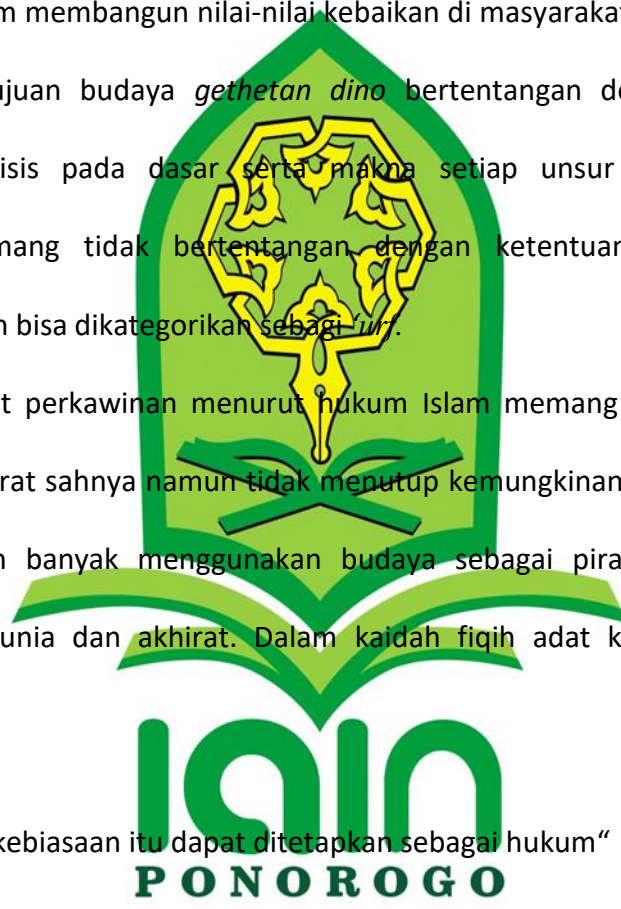 m membangun nilai-nilai kebaikan di masyarakat
ujuan budaya gethetan dino bertentangan de
isis pada dasar serta makna setiap unsur
mang tidak bertentangan dengan ketentuan
n bisa dikategorikan sebagi ‘urf.
t perkawinan menurut hukum Islam memang
rat sahnya namun tidak menutup kemungkinan
n banyak menggunakan budaya sebagai pira
unia dan akhirat. Dalam kaidah fiqih adat k
kebiasaan itu dapat ditetapkan sebagai hukum“
iain
PONOROGO